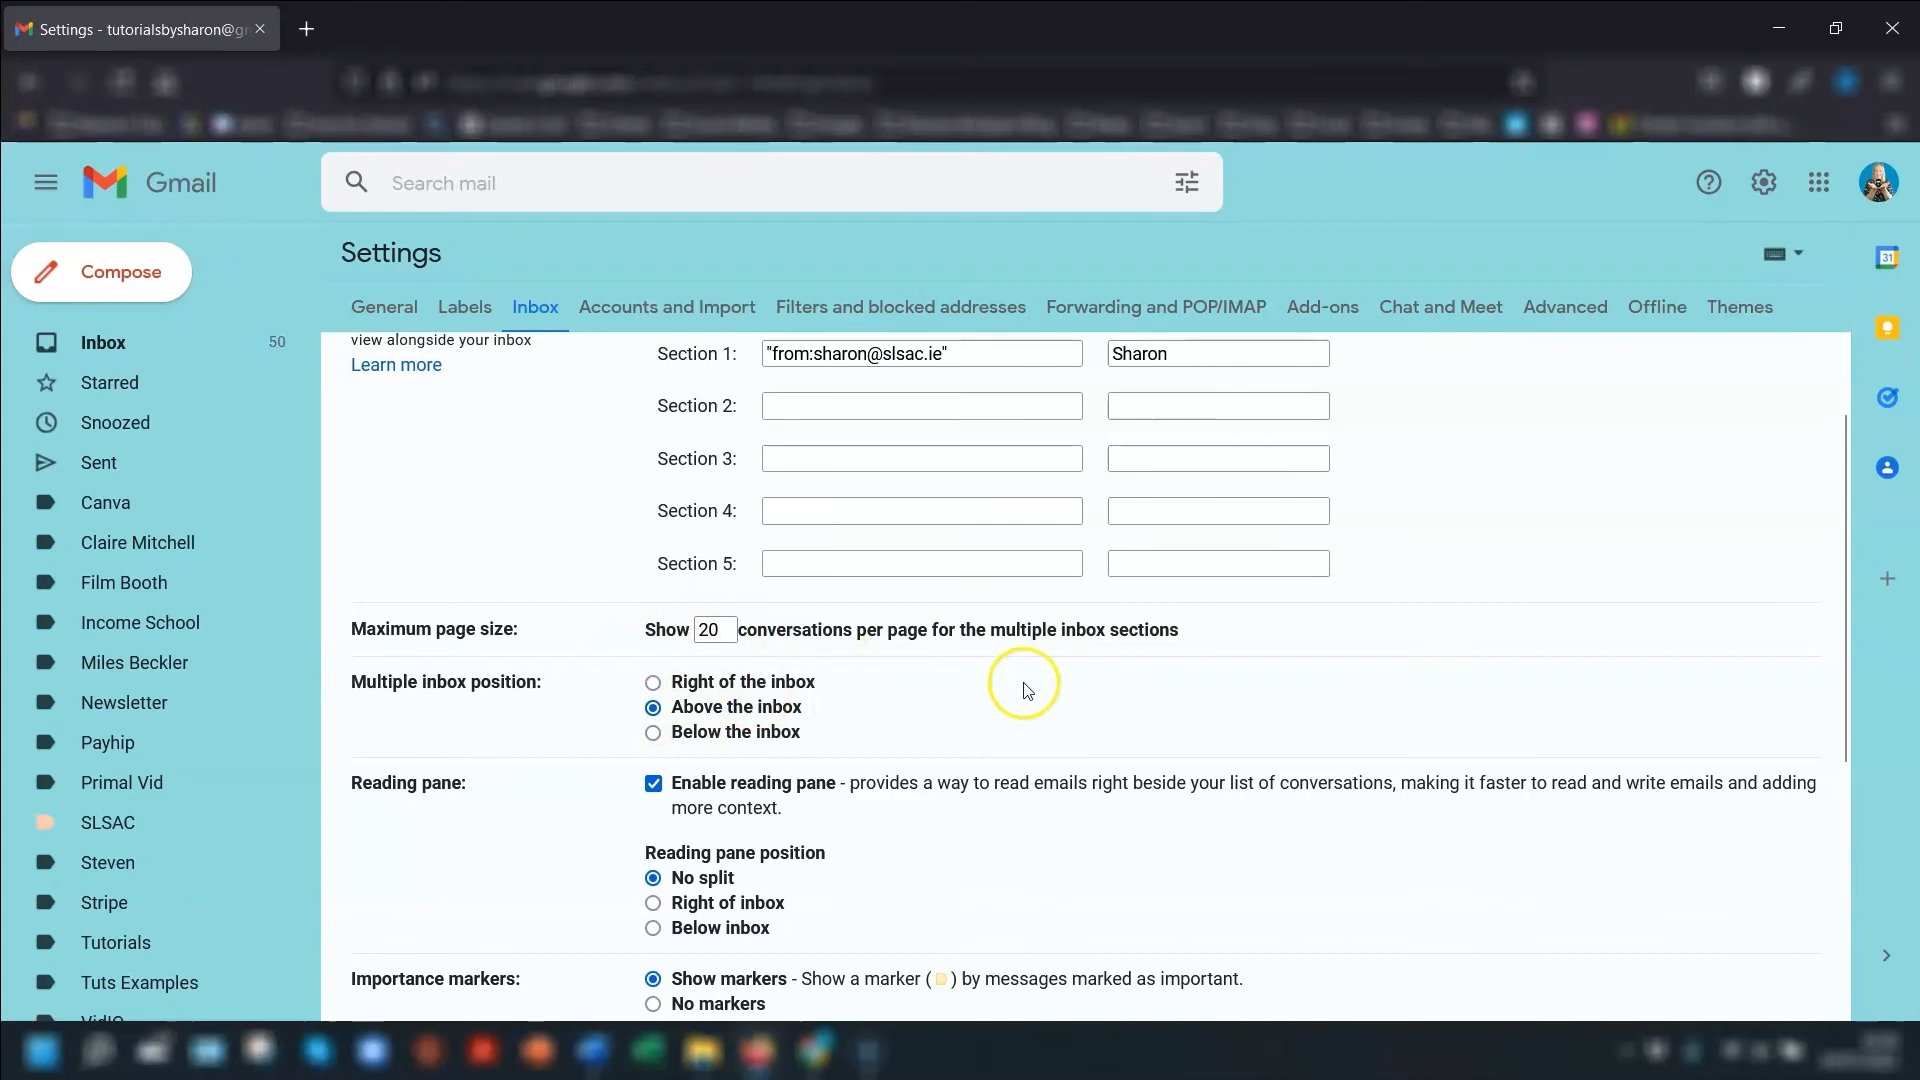 Settings - tutorialsbysharon@gr
Gmail
Search mail
Compose
Inbox 50
Starred
Snoozed
Sent
Canva
Claire Mitchell
Film Booth
Income School
Miles Beckler
Newsletter
Payhip
Primal Vid
SLSAC
Steven
Stripe
Tutorials
Tuts Examples
VidIQ
Settings
General Labels Inbox Accounts and Import Filters and blocked addresses Forwarding and POP/IMAP Add-ons Chat and Meet Advanced Offline Themes
view alongside your inbox
Learn more
Section 1: "from:sharon@slsac.ie" Sharon
Section 2:
Section 3:
Section 4:
Section 5:
Maximum page size: Show 20 conversations per page for the multiple inbox sections
Multiple inbox position: Right of the inbox
Above the inbox
Below the inbox
Reading pane: Enable reading pane - provides a way to read emails right beside your list of conversations, making it faster to read and write emails and adding
more context.
Reading pane position
No split
Right of inbox
Below inbox
Importance markers: Show markers - Show a marker ( ) by messages marked as important.
No markers
31